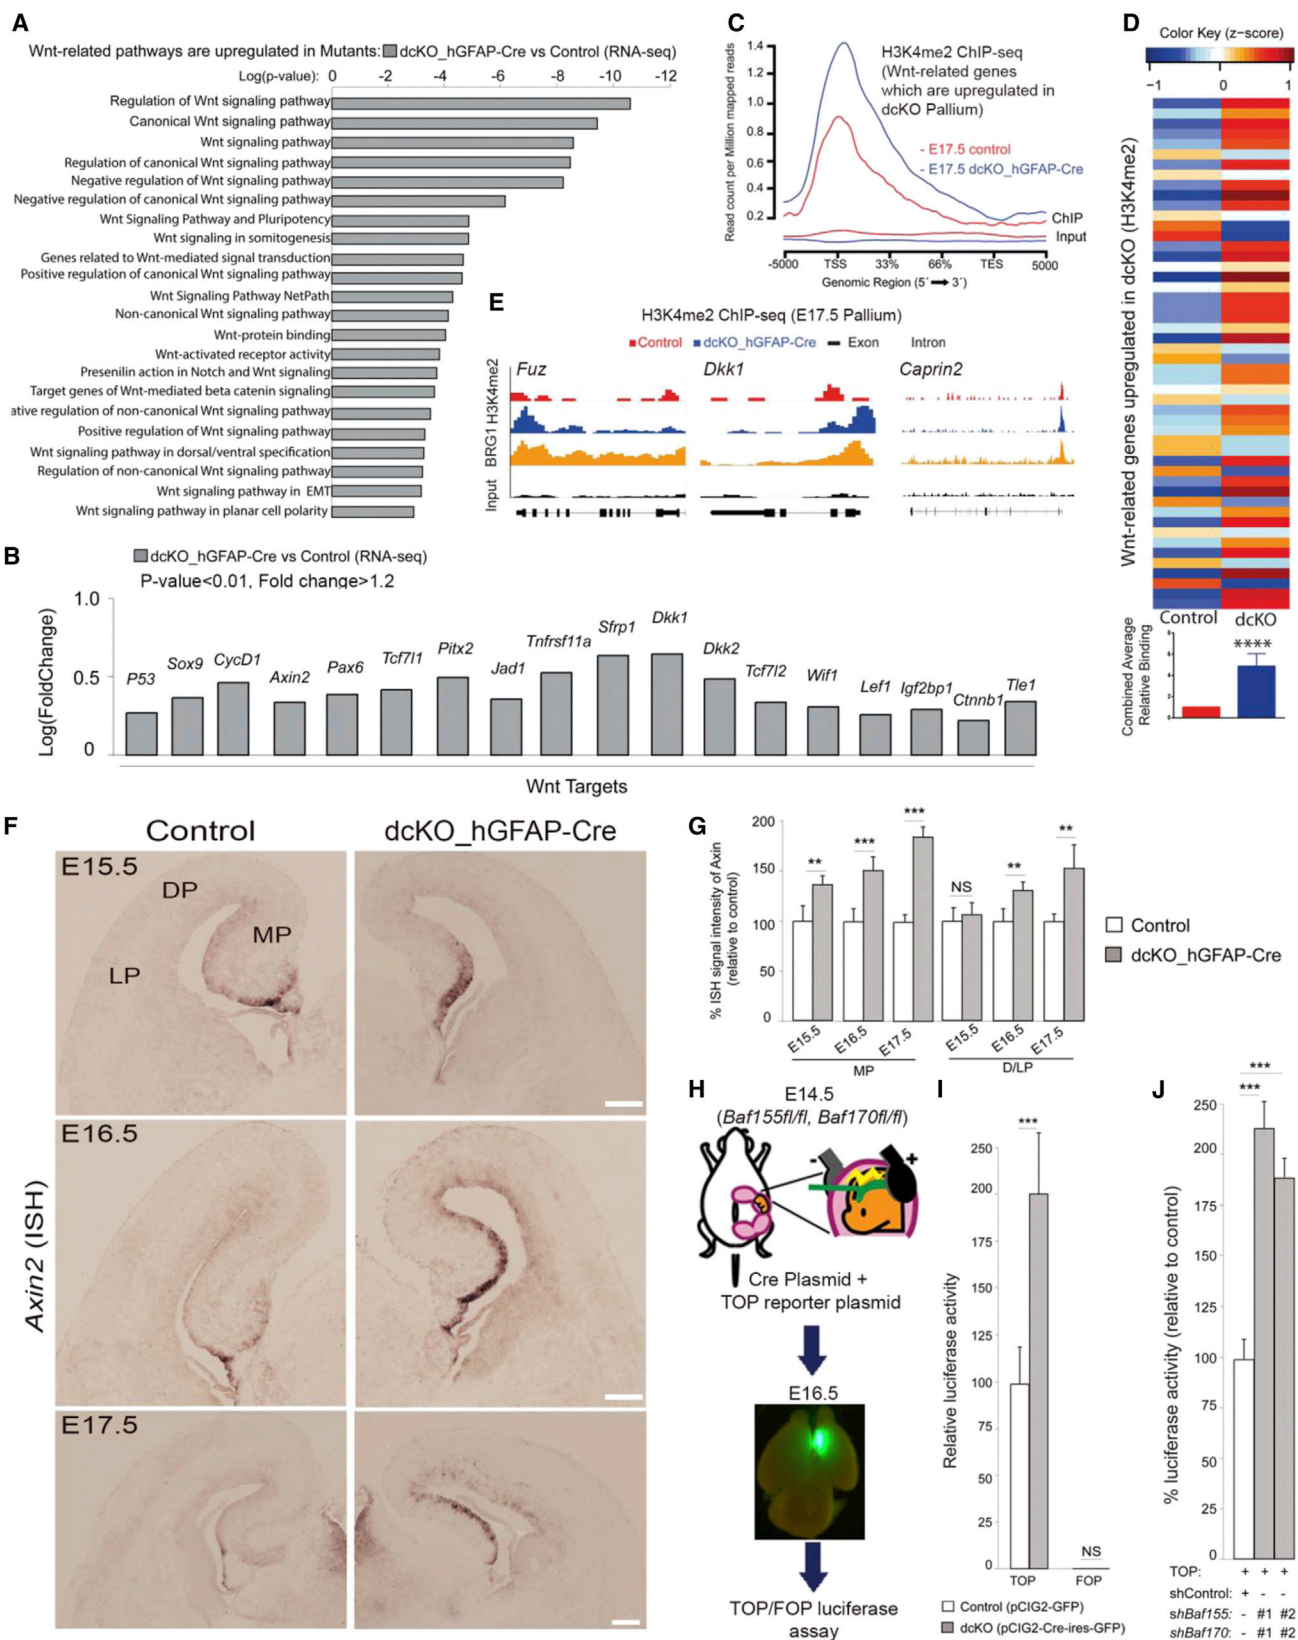 A
Wnt-related pathways are upregulated in Mutants: dcKO_hGFAP-Cre vs Control (RNA-seq)
Log(p-value): 0 -2 -4 -6 -8 -10 -12
Regulation of Wnt signaling pathway
Canonical Wnt signaling pathway
Wnt signaling pathway
Regulation of canonical Wnt signaling pathway
Negative regulation of Wnt signaling pathway
Negative regulation of canonical Wnt signaling pathway
Wnt Signaling Pathway and Pluripotency
Wnt signaling in somitogenesis
Genes related to Wnt-mediated signal transduction
Positive regulation of canonical Wnt signaling pathway
Wnt Signaling Pathway NetPath
Non-canonical Wnt signaling pathway
Wnt-protein binding
Wnt-activated receptor activity
Presenilin action in Notch and Wnt signaling
Target genes of Wnt-mediated beta catenin signaling
ative regulation of non-canonical Wnt signaling pathway
Positive regulation of Wnt signaling pathway
Wnt signaling pathway in dorsal/ventral specification
Regulation of non-canonical Wnt signaling pathway
Wnt signaling pathway in EMT
Wnt signaling pathway in planar cell polarity
B
dcKO_hGFAP-Cre vs Control (RNA-seq)
P-value<0.01, Fold change>1.2
Log(FoldChange)
1.0
0.5
0
P53 Sox9 CycD1 Axin2 Pax6 Tcf7l1 Pitx2 Jad1 Tnfrsf11a Sfrp1 Dkk1 Dkk2 Tcf7l2 Wif1 Lef1 Igf2bp1 Ctnnb1 Tle1
Wnt Targets
C
Read count per Million mapped reads
1.4
1.2
1.0
0.8
0.6
0.4
0.2
H3K4me2 ChIP-seq
(Wnt-related genes
which are upregulated in
dcKO Pallium)
- E17.5 control
- E17.5 dcKO_hGFAP-Cre
ChIP
Input
-5000 TSS 33% 66% TES 5000
Genomic Region (5´ 3´)
D
Color Key (z-score)
-1 0 1
Wnt-related genes upregulated in dcKO (H3K4me2)
Control dcKO
Combined Average
Relative Binding
8
6
4
2
0
****
E
H3K4me2 ChIP-seq (E17.5 Pallium)
Control dcKO_hGFAP-Cre Exon Intron
Fuz Dkk1 Caprin2
H3K4me2
BRG1
Input
F
Control dcKO_hGFAP-Cre
Axin2 (ISH)
E15.5
DP
MP
LP
E16.5
E17.5
G
% ISH signal intensity of Axin
(relative to control)
200
150
100
50
0
** *** *** NS ** **
E15.5 E16.5 E17.5 E15.5 E16.5 E17.5
MP D/LP
Control
dcKO_hGFAP-Cre
H
E14.5
(Baf155fl/fl, Baf170fl/fl)
- +
Cre Plasmid +
TOP reporter plasmid
E16.5
TOP/FOP luciferase
assay
I
Relative luciferase activity
250
200
175
150
125
100
75
50
25
0
***
NS
TOP FOP
Control (pCIG2-GFP)
dcKO (pCIG2-Cre-ires-GFP)
J
% luciferase activity (relative to control)
250
200
175
150
125
100
75
50
25
0
***
***
TOP: + + +
shControl: + - -
shBaf155: - #1 #2
shBaf170: - #1 #2